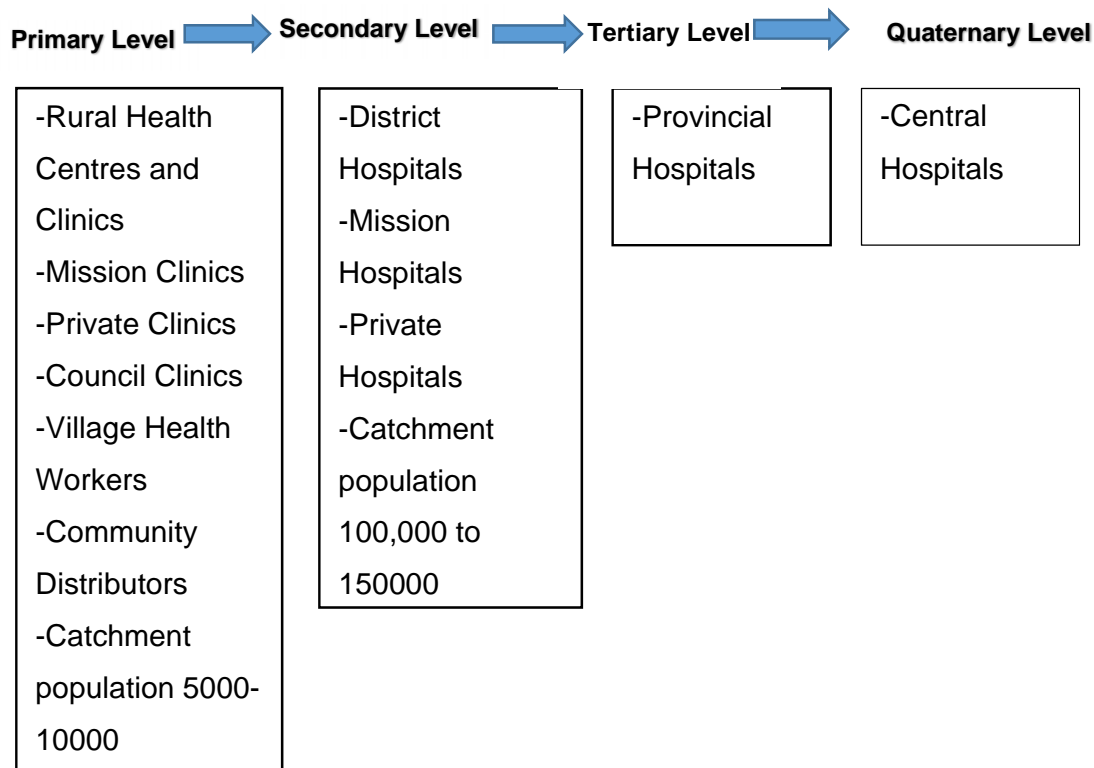 Primary Level
Secondary Level
Tertiary Level
Quaternary Level
-Rural Health
Centres and
Clinics
-Mission Clinics
-Private Clinics
-Council Clinics
-Village Health
Workers
-Community
Distributors
-Catchment
population 5000-
10000
-District
Hospitals
-Mission
Hospitals
-Private
Hospitals
-Catchment
population
100,000 to
150000
-Provincial
Hospitals
-Central
Hospitals